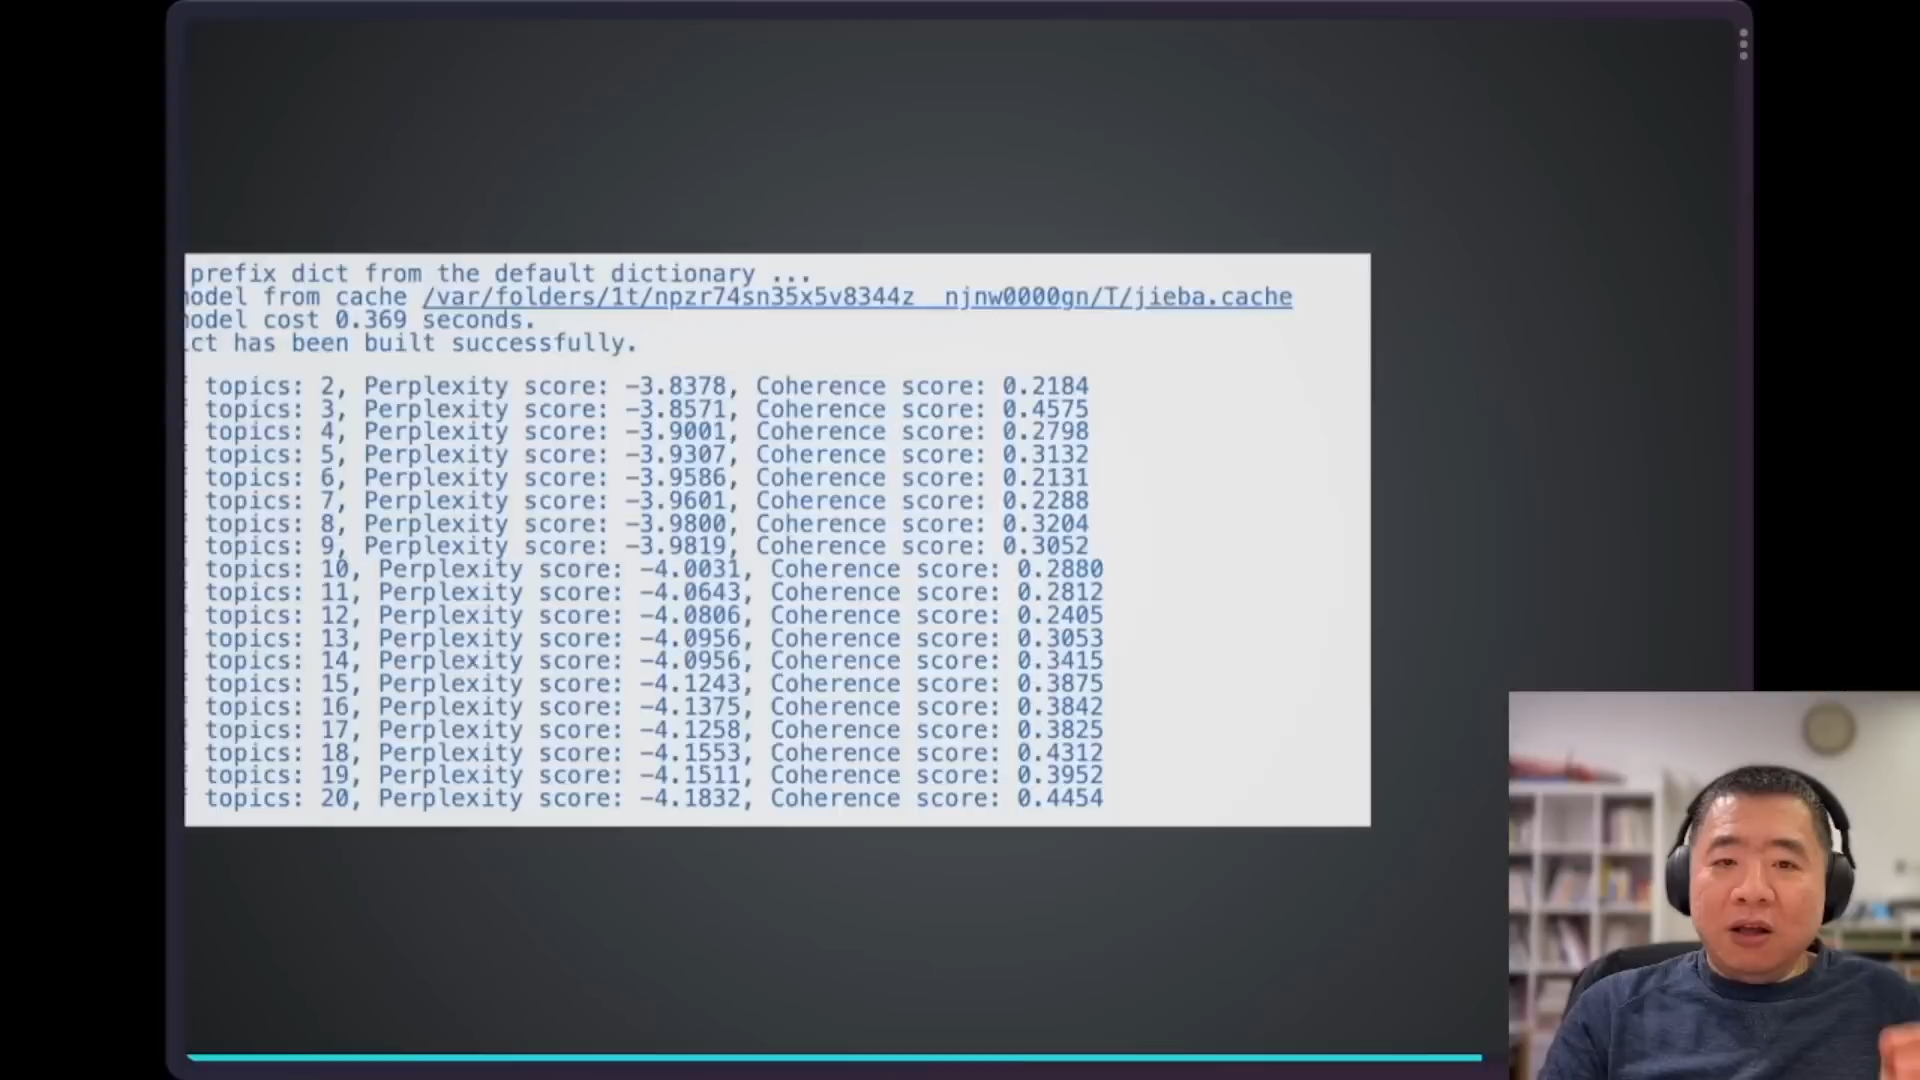 prefix dict from the default dictionary ...
model from cache /var/folders/1t/npzr74sn35x5v8344z__njnw0000gn/T/jieba.cache
model cost 0.369 seconds.
ct has been built successfully.
topics: 2, Perplexity score: -3.8378, Coherence score: 0.2184
topics: 3, Perplexity score: -3.8571, Coherence score: 0.4575
topics: 4, Perplexity score: -3.9001, Coherence score: 0.2798
topics: 5, Perplexity score: -3.9307, Coherence score: 0.3132
topics: 6, Perplexity score: -3.9586, Coherence score: 0.2131
topics: 7, Perplexity score: -3.9601, Coherence score: 0.2288
topics: 8, Perplexity score: -3.9800, Coherence score: 0.3204
topics: 9, Perplexity score: -3.9819, Coherence score: 0.3052
topics: 10, Perplexity score: -4.0031, Coherence score: 0.2880
topics: 11, Perplexity score: -4.0643, Coherence score: 0.2812
topics: 12, Perplexity score: -4.0806, Coherence score: 0.2405
topics: 13, Perplexity score: -4.0956, Coherence score: 0.3053
topics: 14, Perplexity score: -4.0956, Coherence score: 0.3415
topics: 15, Perplexity score: -4.1243, Coherence score: 0.3875
topics: 16, Perplexity score: -4.1375, Coherence score: 0.3842
topics: 17, Perplexity score: -4.1258, Coherence score: 0.3825
topics: 18, Perplexity score: -4.1553, Coherence score: 0.4312
topics: 19, Perplexity score: -4.1511, Coherence score: 0.3952
topics: 20, Perplexity score: -4.1832, Coherence score: 0.4454